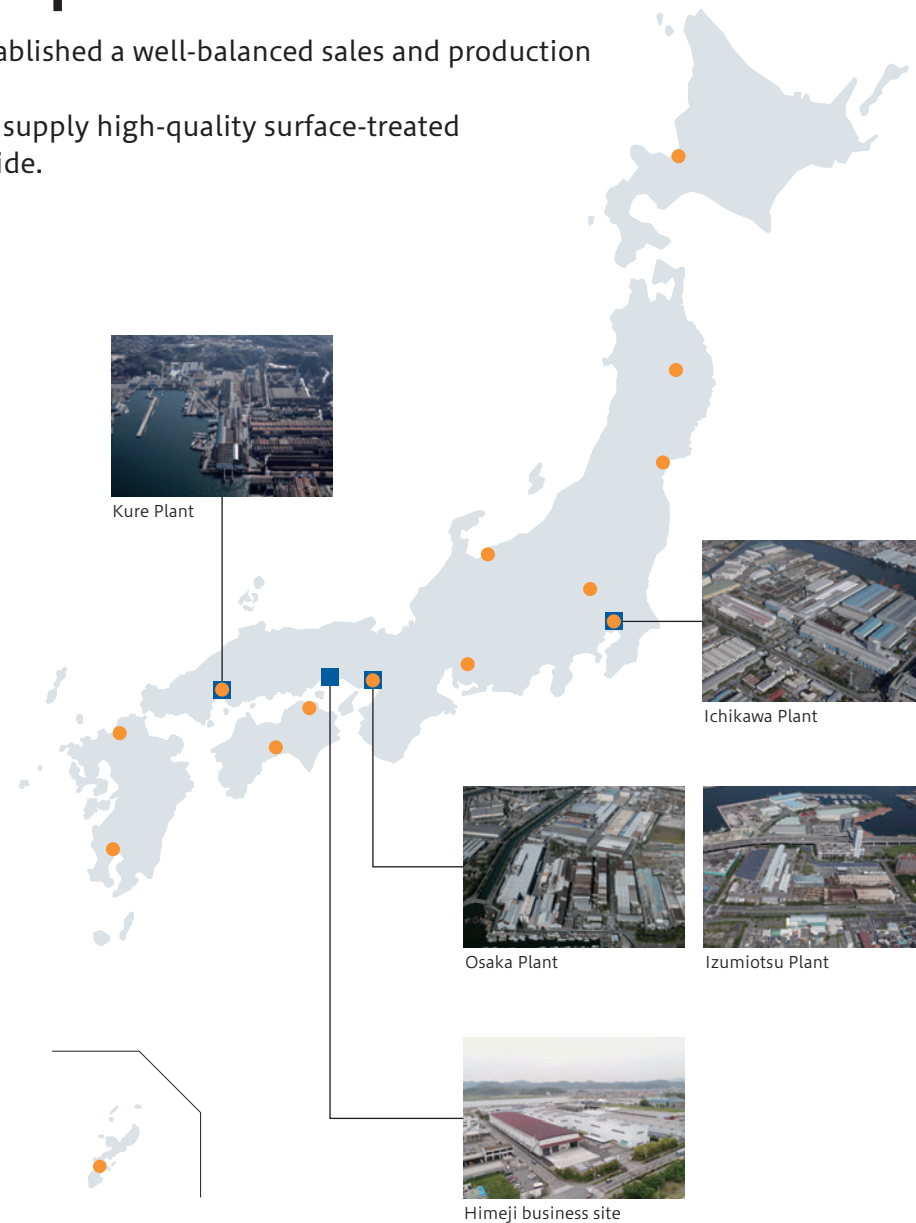 ablished a well-balanced sales and production
supply high-quality surface-treated
ide.
Kure Plant
Ichikawa Plant
Osaka Plant
Izumiotsu Plant
Himeji business site